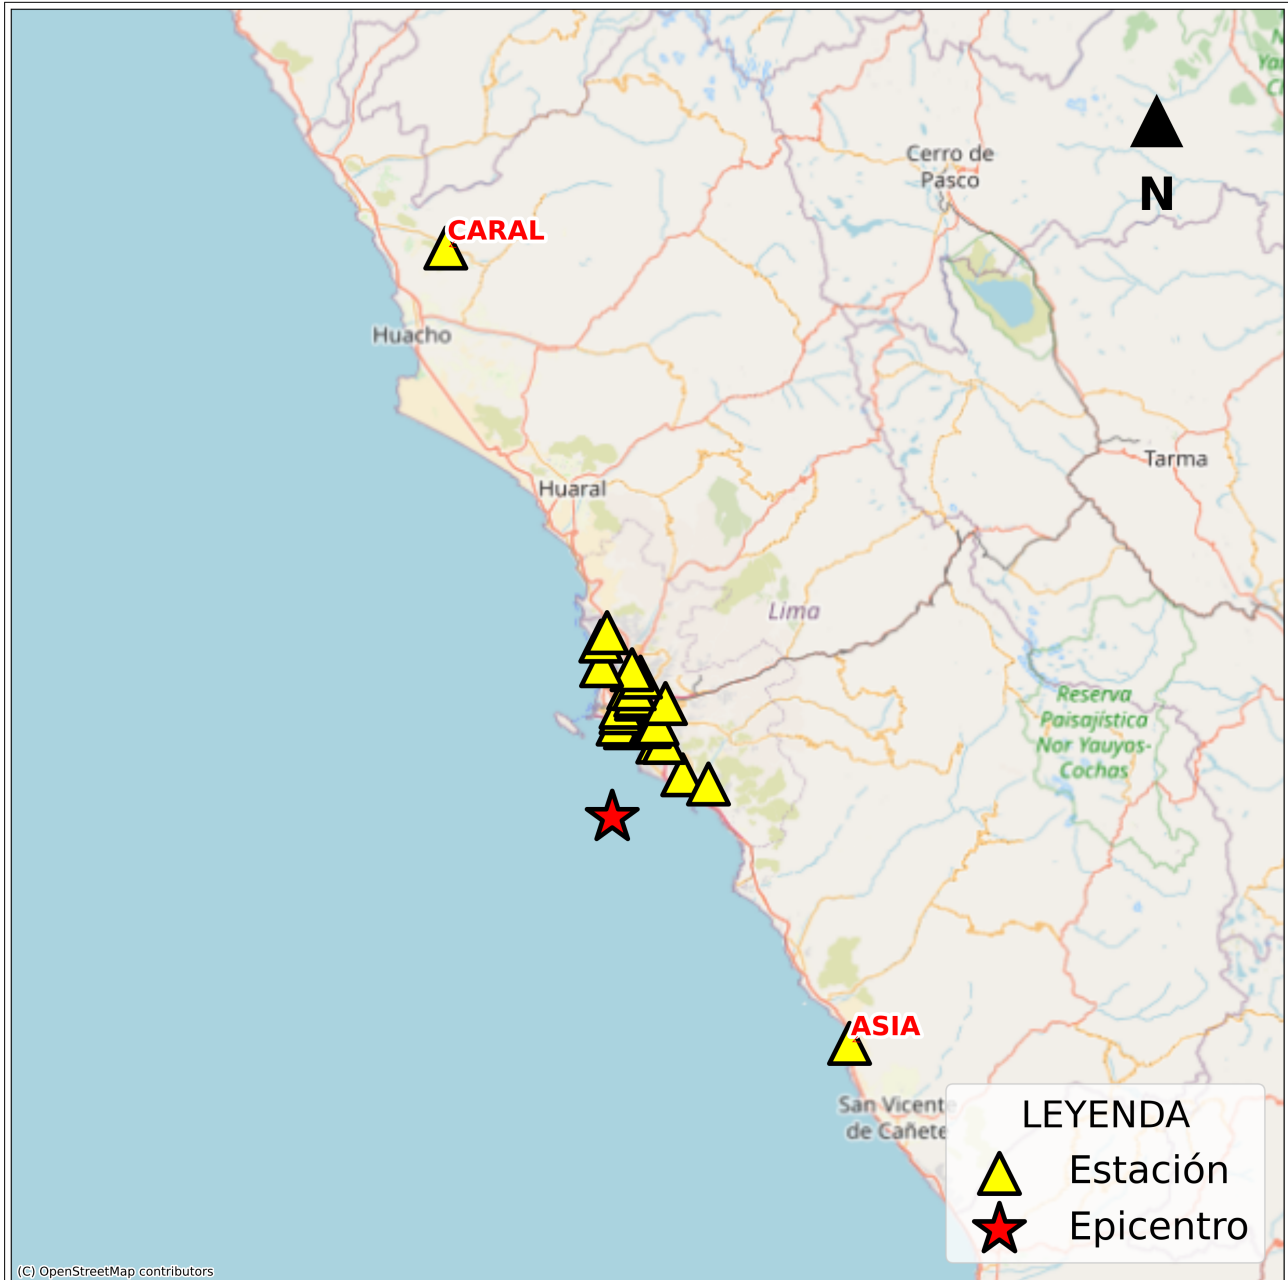 N
Yau
Cerro de
Pasco
N
CARAL
Huacho
Tarma
Huaral
Lima
Reserva
Paisajística
Nor Yauyos-
Cochas
ASIA
San Vicente
de Cañete
LEYENDA
Estación
Epicentro
(C) OpenStreetMap contributors